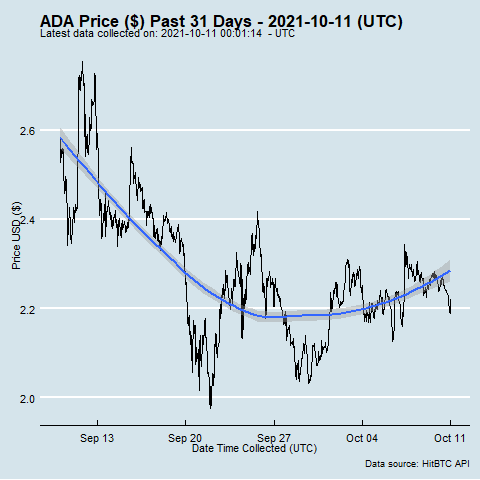 ADA Price ($) Past 31 Days - 2021-10-11 (UTC)
Latest data collected on: 2021-10-11 00:01:14 - UTC
Price USD ($)
2.6
2.4
2.2
2.0
Sep 13 Sep 20 Sep 27 Oct 04 Oct 11
Date Time Collected (UTC)
Data source: HitBTC API